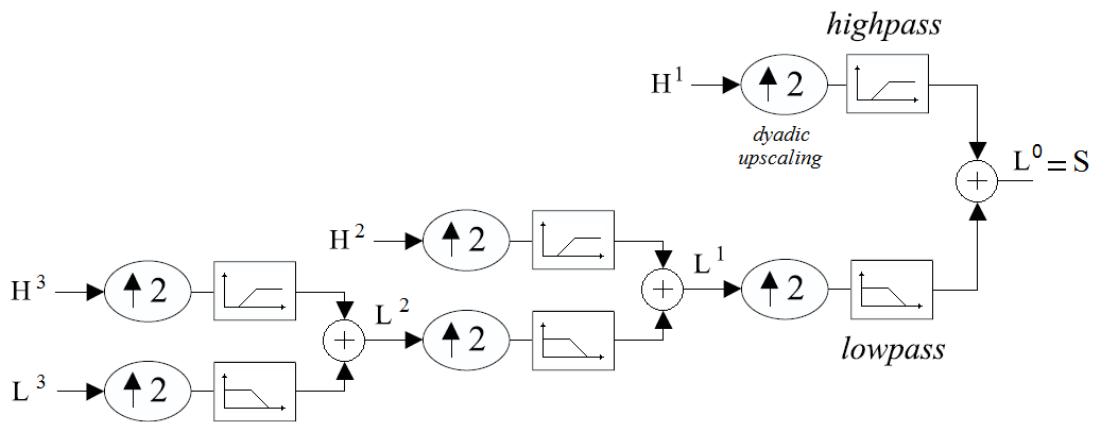 highpass
H¹ ↑ 2
dyadic
upscaling
L⁰ = S
H² ↑ 2
L¹ ↑ 2
lowpass
H³ ↑ 2
L² ↑ 2
L³ ↑ 2